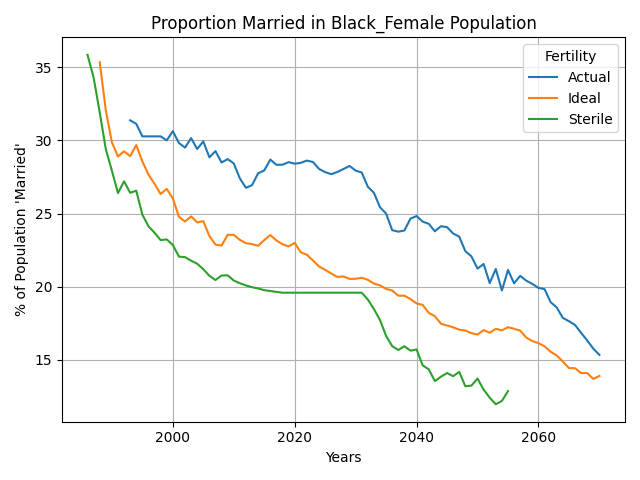 Proportion Married in Black_Female Population
% of Population 'Married'
35
30
25
20
15
Fertility
Actual
Ideal
Sterile
2000 2020 2040 2060
Years